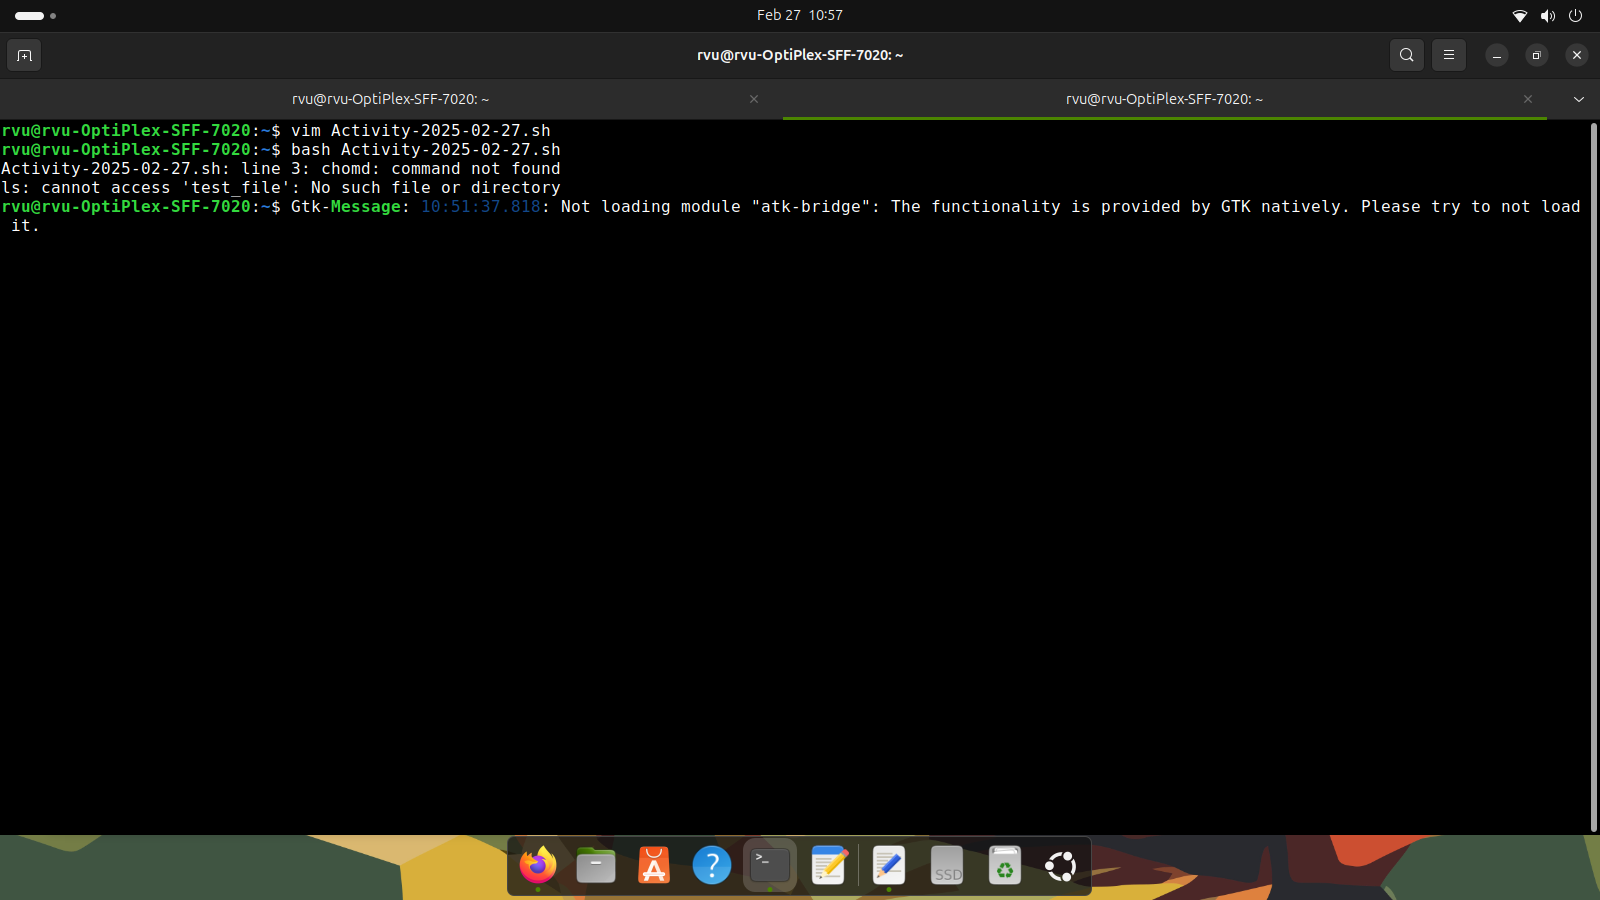 Feb 27 10:57
rvu@rvu-OptiPlex-SFF-7020: ~
rvu@rvu-OptiPlex-SFF-7020: ~
rvu@rvu-OptiPlex-SFF-7020: ~
rvu@rvu-OptiPlex-SFF-7020:~$ vim Activity-2025-02-27.sh
rvu@rvu-OptiPlex-SFF-7020:~$ bash Activity-2025-02-27.sh
Activity-2025-02-27.sh: line 3: chomd: command not found
ls: cannot access 'test_file': No such file or directory
rvu@rvu-OptiPlex-SFF-7020:~$ Gtk-Message: 10:51:37.818: Not loading module "atk-bridge": The functionality is provided by GTK natively. Please try to not load
 it.
SSD